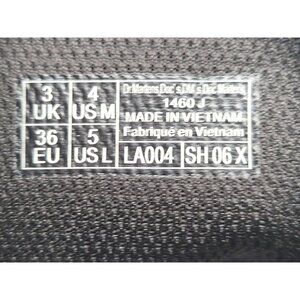 3 UK
4 US M
36 EU
5 US L
Dr.Martens Doc's DM's Doc Martens
1460 J
MADE IN VIETNAM
Fabriqué en Vietnam
LA004
SH 06 X